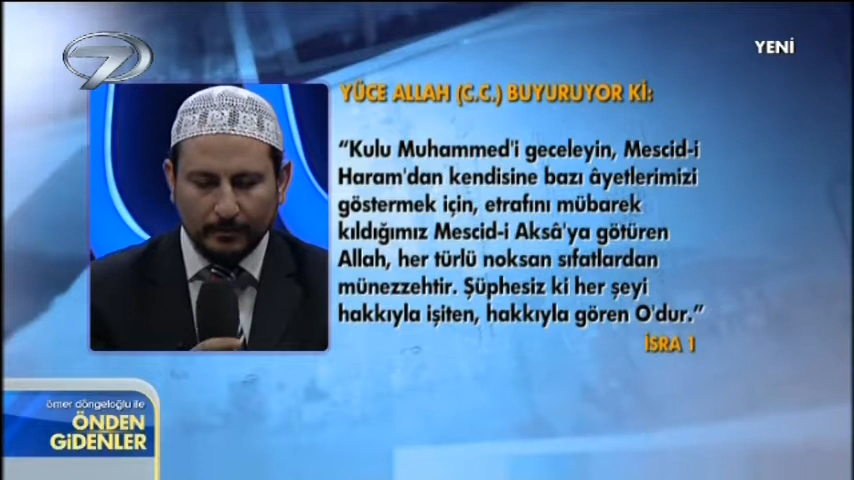 7
YENİ
YÜCE ALLAH (C.C.) BUYURUYOR Kİ:
“Kulu Muhammed'i geceleyin, Mescid-i
Haram'dan kendisine bazı âyetlerimizi
göstermek için, etrafını mübarek
kıldığımız Mescid-i Aksâ'ya götüren
Allah, her türlü noksan sıfatlardan
münezzehtir. Şüphesiz ki her şeyi
hakkıyla işiten, hakkıyla gören O'dur.”
İSRA 1
ömer döngeloğlu ile
ÖNDEN
GİDENLER